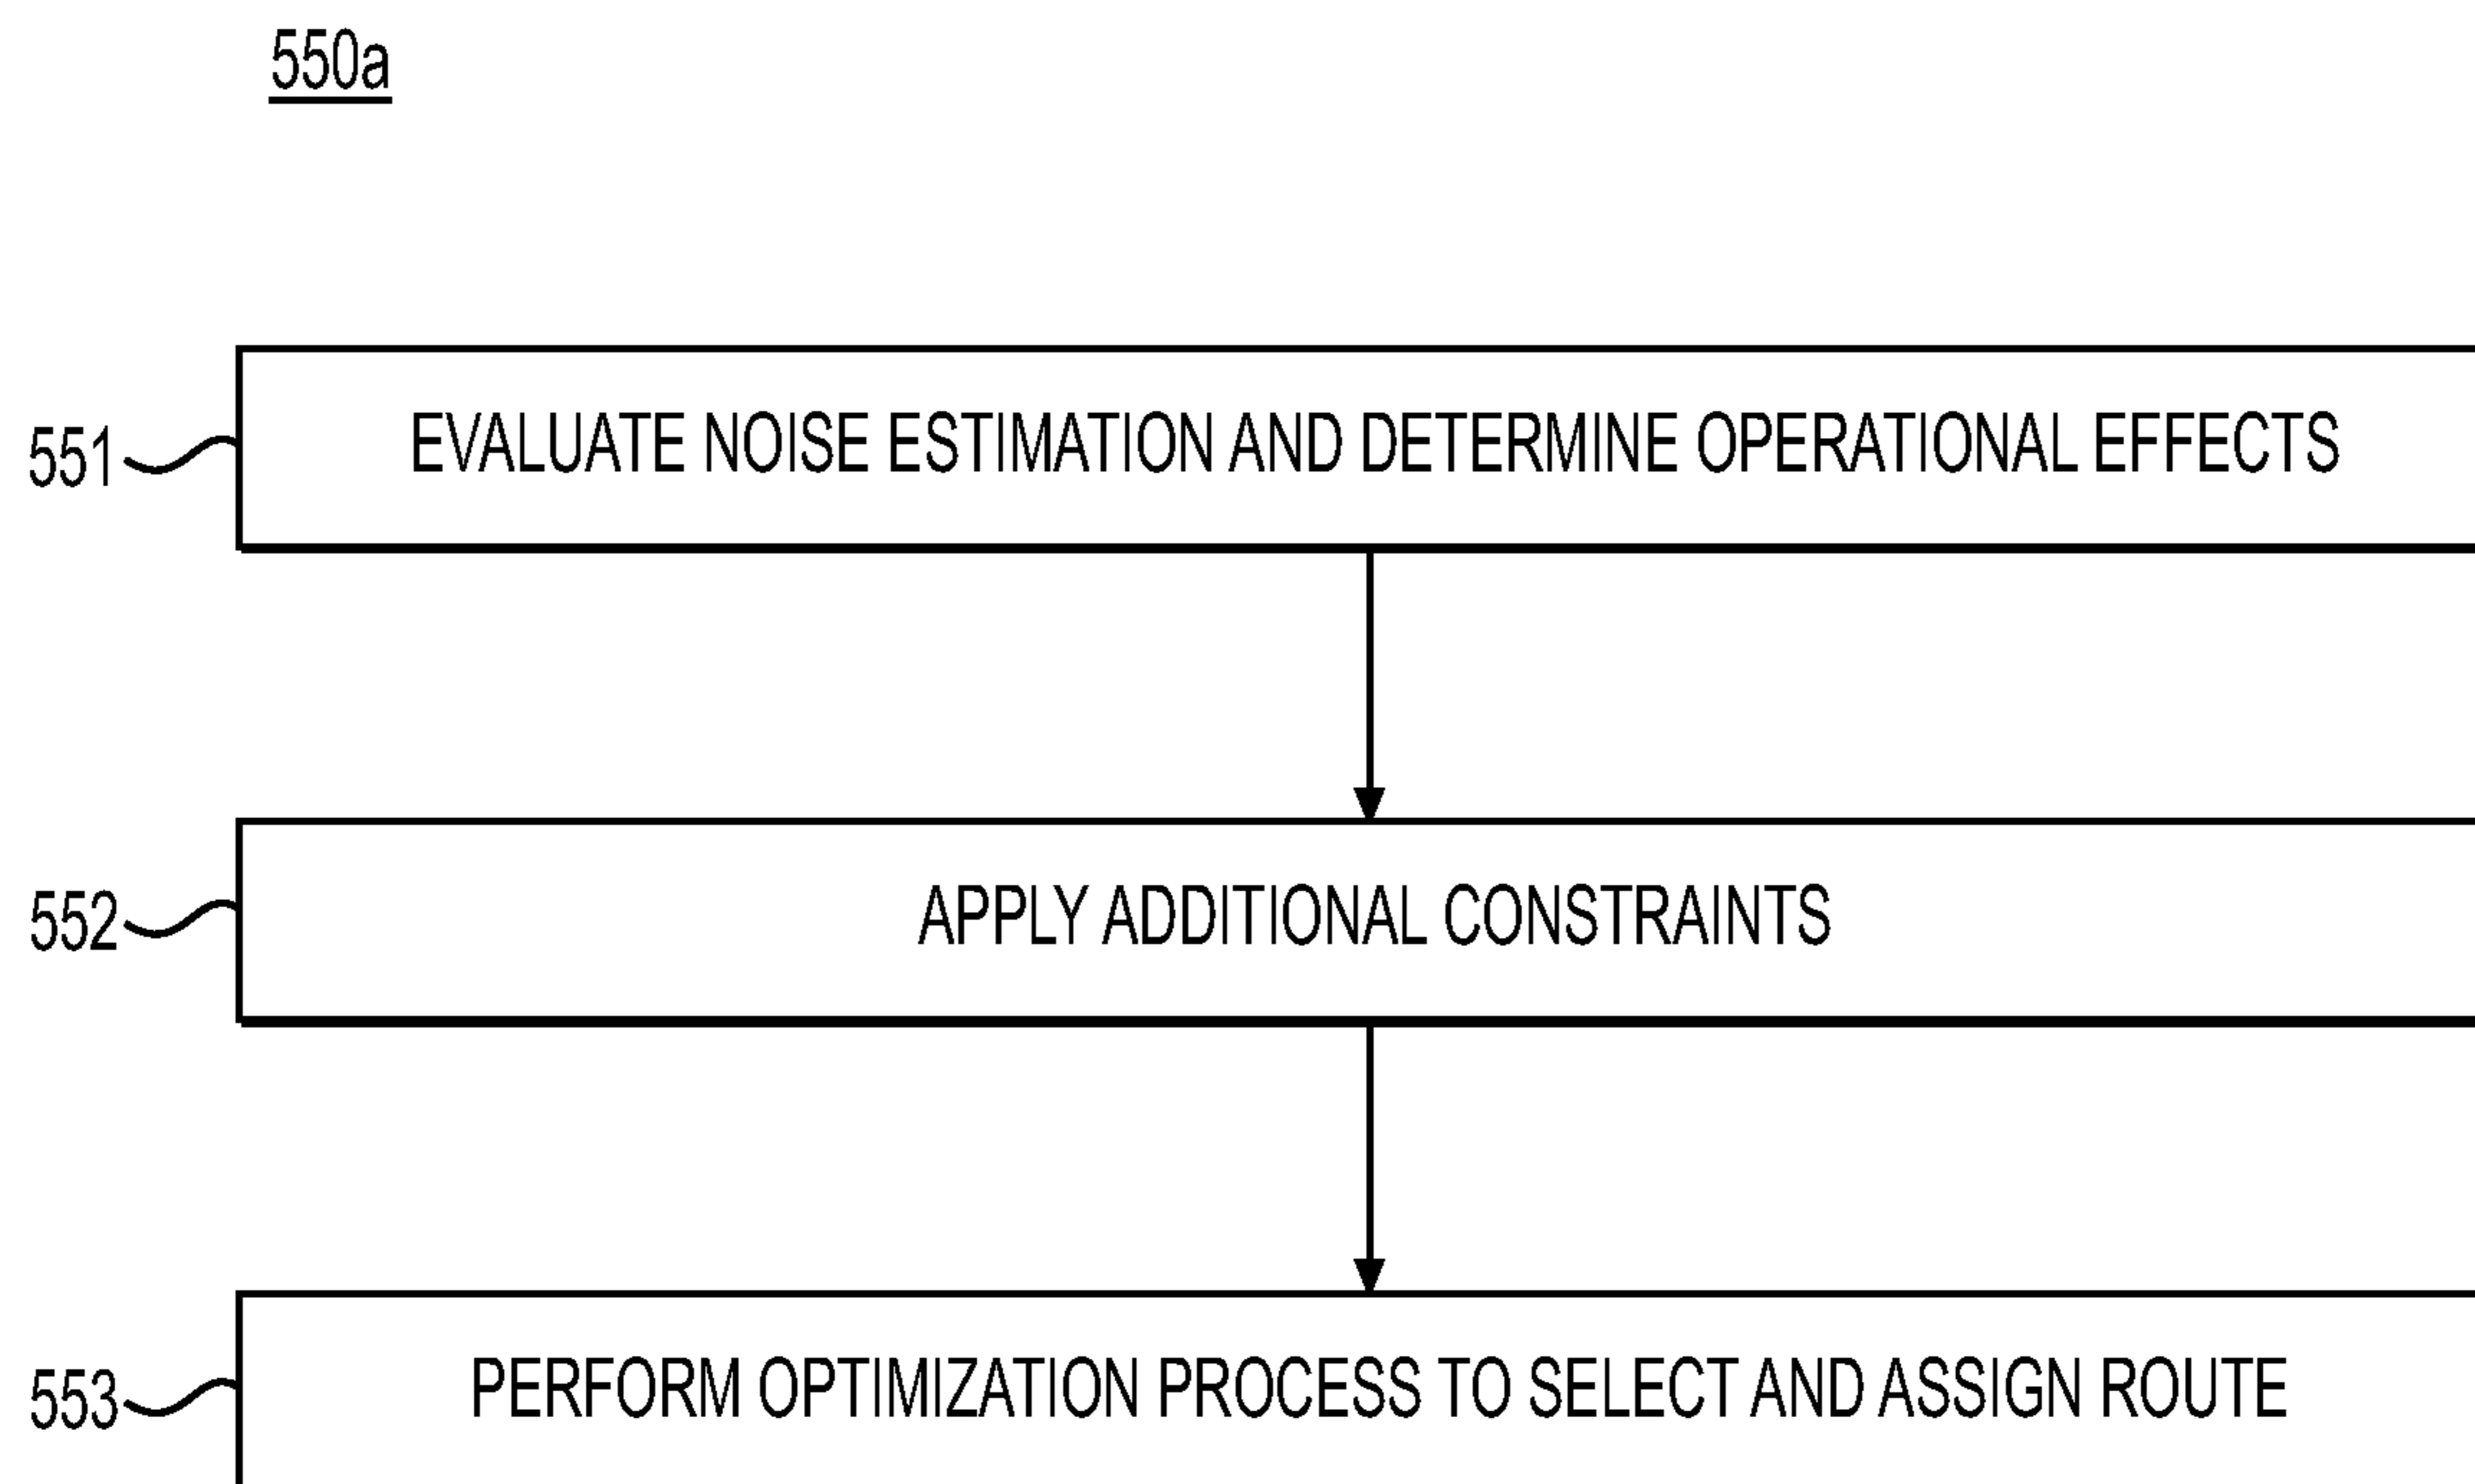 550a
551
EVALUATE NOISE ESTIMATION AND DETERMINE OPERATIONAL EFFECTS
552
APPLY ADDITIONAL CONSTRAINTS
553
PERFORM OPTIMIZATION PROCESS TO SELECT AND ASSIGN ROUTE